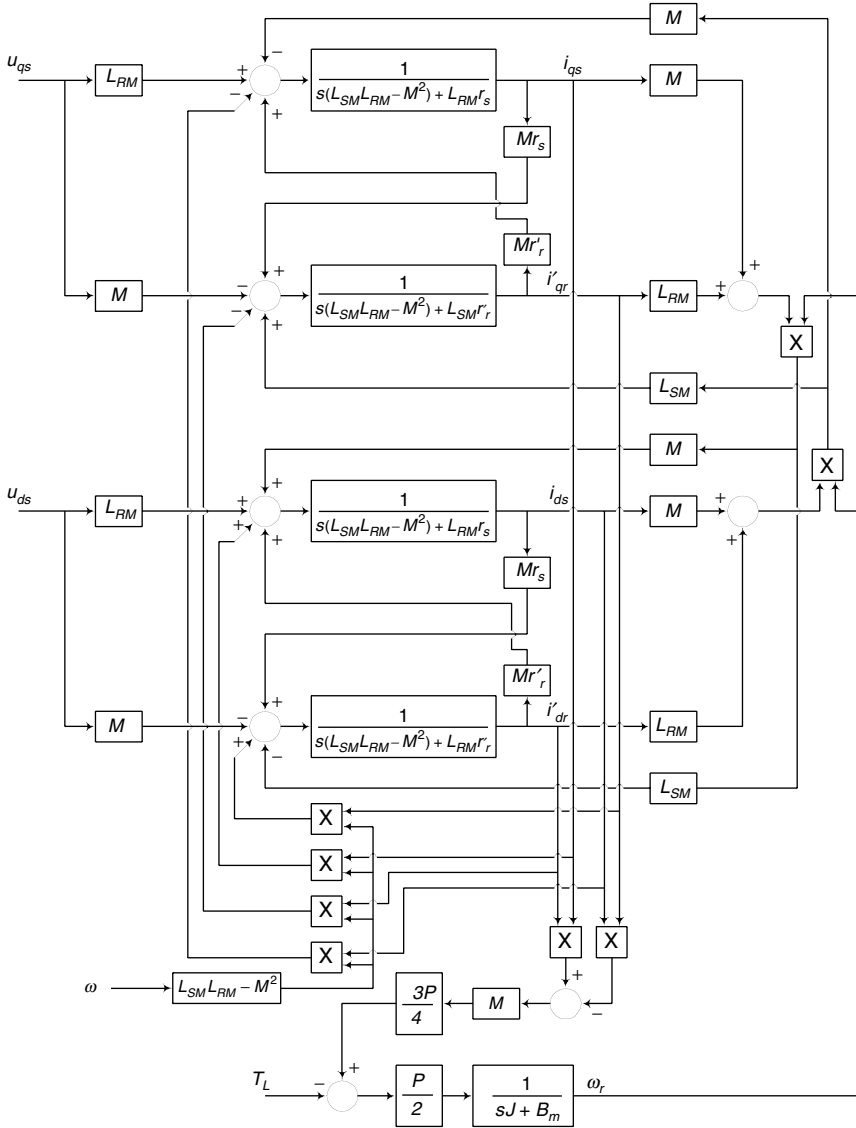 M
−
u_qs
L_RM
+
−
+
1
s(L_SM L_RM − M²) + L_RM r_s
i_qs
M
Mr_s
+
Mr'_r
+
M
−
−
+
1
s(L_SM L_RM − M²) + L_SM r'_r
i'_qr
L_RM
+
X
L_SM
M
X
+
u_ds
L_RM
+
+
+
1
s(L_SM L_RM − M²) + L_RM r_s
i_ds
M
+
+
Mr_s
Mr'_r
+
M
−
+
−
1
s(L_SM L_RM − M²) + L_RM r'_r
i'_dr
L_RM
L_SM
X
X
X
X
X
X
ω
L_SM L_RM − M²
3P
4
M
+
−
+
T_L
−
P
2
1
sJ + B_m
ω_r